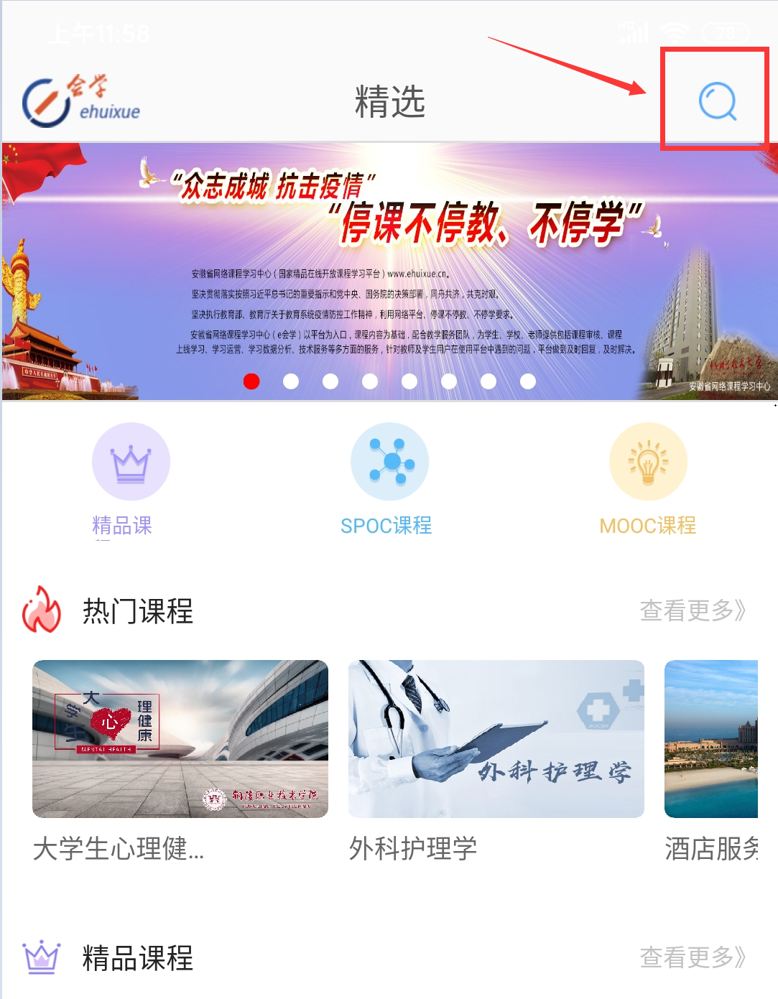 上午11:58
HD
78
会学
ehuixue
精选
“众志成城 抗击疫情”
“停课不停教、不停学”
安徽省网络课程学习中心（国家精品在线开放课程学习平台）www.ehuixue.cn。
坚决贯彻落实按照习近平总书记的重要指示和党中央、国务院的决策部署，同舟共济，共克时艰。
坚决执行教育部、教育厅关于教育系统疫情防控工作精神，利用网络平台、停课不停教、不停学要求。
安徽省网络课程学习中心（e会学）以平台为入口，课程内容为基础，配合教学服务团队，为学生、学校、老师提供包括课程审核、课程
上线学习、学习运营、学习数据分析、技术服务等多方面的服务，针对教师及学生用户在使用平台中遇到的问题，平台做到及时回复，及时解决。
安徽省网络课程学习中心
精品课
SPOC课程
MOOC课程
热门课程
查看更多》
大学生
心
理健康
MENTAL HEALTH
铜陵职业技术学院
TONGLING POLYTECHNIC
外科护理学
大学生心理健...
外科护理学
酒店服务
精品课程
查看更多》